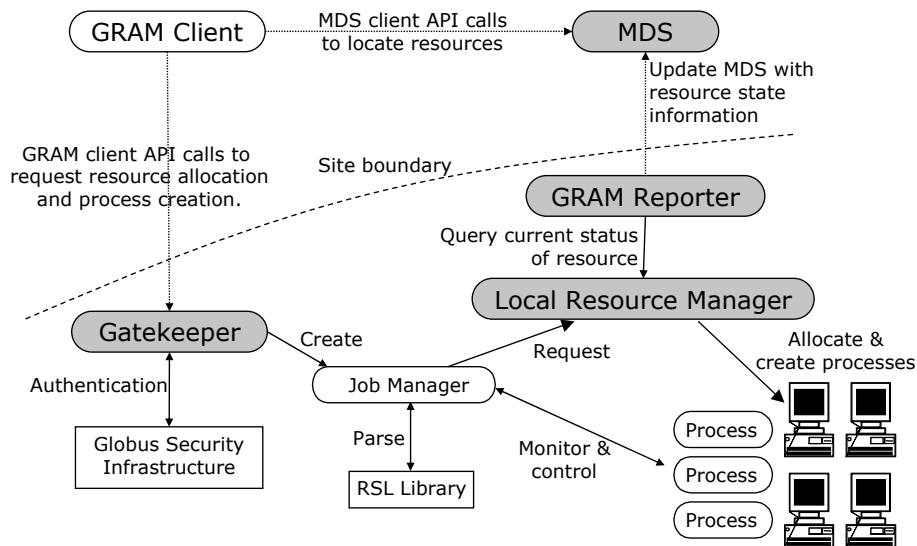 GRAM Client
MDS client API calls
to locate resources
MDS
Update MDS with
resource state
information
GRAM client API calls to
request resource allocation
and process creation.
Site boundary
GRAM Reporter
Query current status
of resource
Local Resource Manager
Gatekeeper
Create
Request
Allocate &
create processes
Authentication
Job Manager
Globus Security
Infrastructure
Parse
RSL Library
Monitor &
control
Process
Process
Process